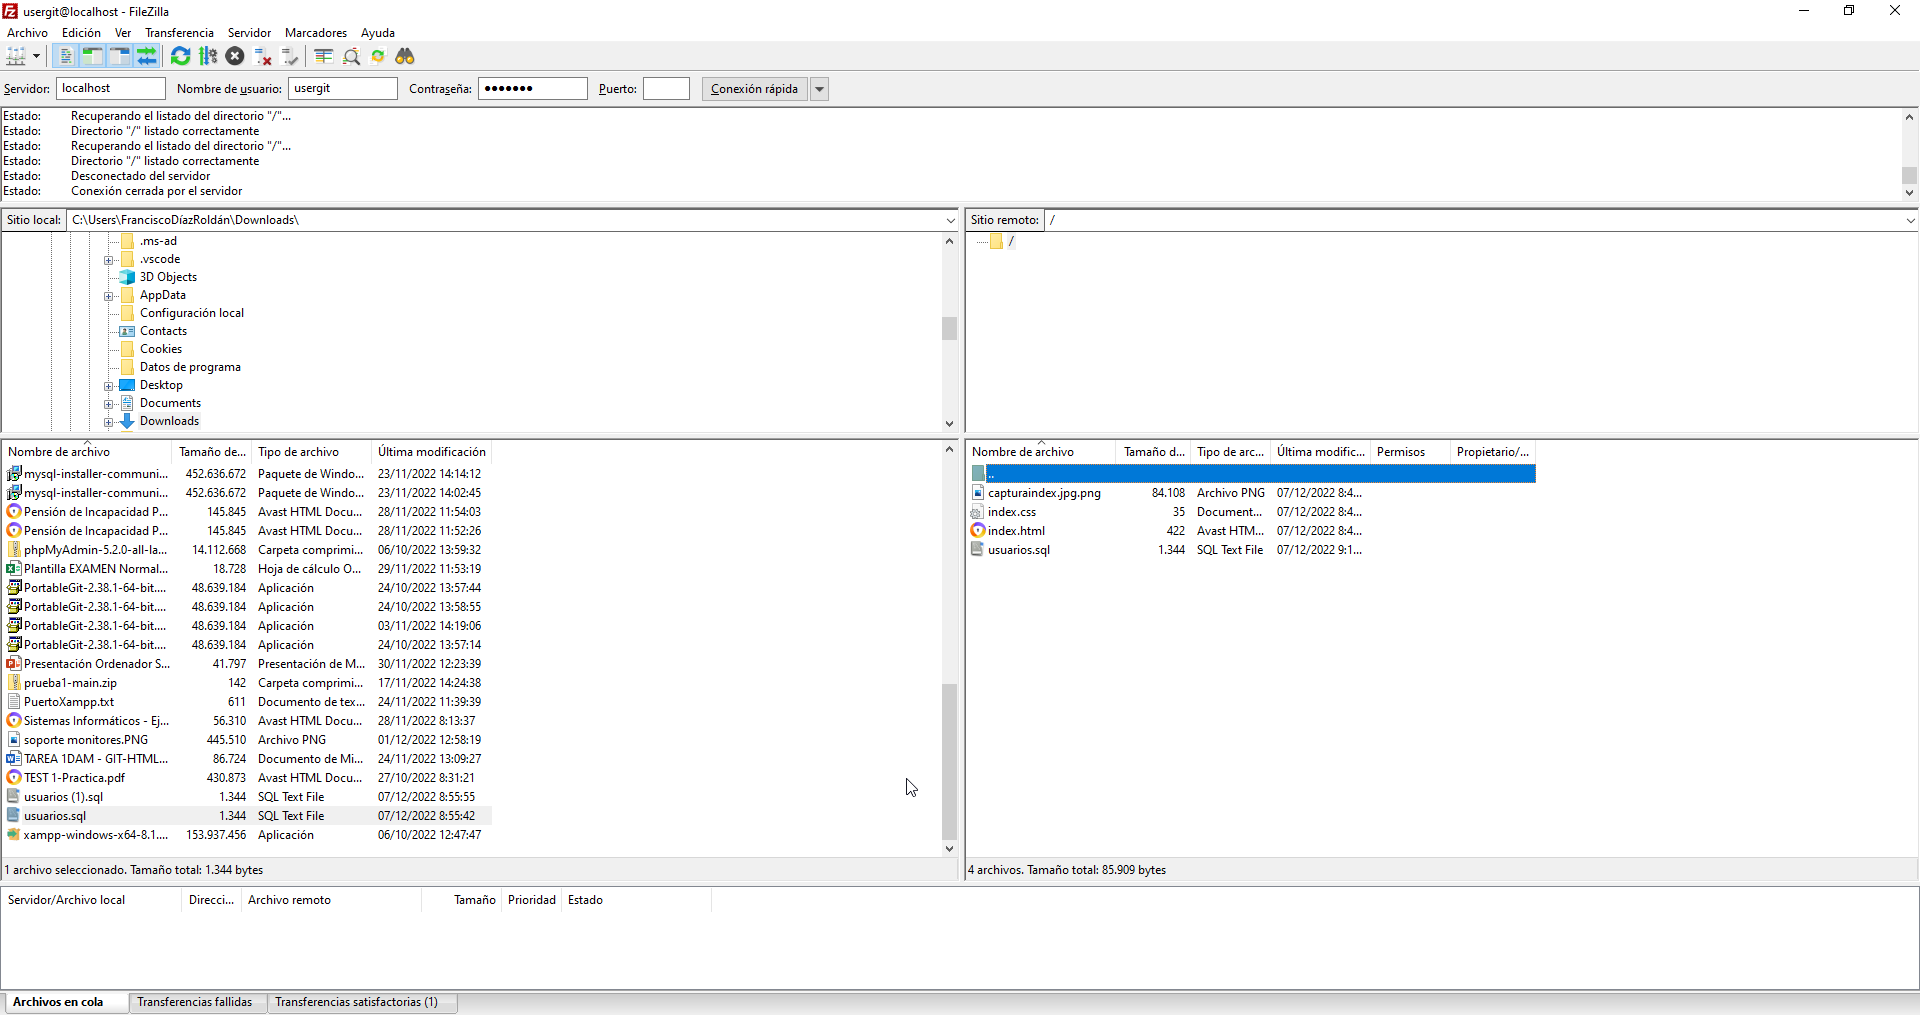 usergit@localhost - FileZilla
Archivo Edición Ver Transferencia Servidor Marcadores Ayuda
Servidor: localhost Nombre de usuario: usergit Contraseña: ●●●●●●● Puerto: Conexión rápida
Estado: Recuperando el listado del directorio "/"...
Estado: Directorio "/" listado correctamente
Estado: Recuperando el listado del directorio "/"...
Estado: Directorio "/" listado correctamente
Estado: Desconectado del servidor
Estado: Conexión cerrada por el servidor
Sitio local: C:\Users\FranciscoDíazRoldán\Downloads\
.ms-ad
.vscode
3D Objects
AppData
Configuración local
Contacts
Cookies
Datos de programa
Desktop
Documents
Downloads
Sitio remoto: /
/
Nombre de archivo Tamaño de... Tipo de archivo Última modificación
mysql-installer-communi... 452.636.672 Paquete de Windo... 23/11/2022 14:14:12
mysql-installer-communi... 452.636.672 Paquete de Windo... 23/11/2022 14:02:45
Pensión de Incapacidad P... 145.845 Avast HTML Docu... 28/11/2022 11:54:03
Pensión de Incapacidad P... 145.845 Avast HTML Docu... 28/11/2022 11:52:26
phpMyAdmin-5.2.0-all-la... 14.112.668 Carpeta comprimi... 06/10/2022 13:59:32
Plantilla EXAMEN Normal... 18.728 Hoja de cálculo O... 29/11/2022 11:53:19
PortableGit-2.38.1-64-bit.... 48.639.184 Aplicación 24/10/2022 13:57:44
PortableGit-2.38.1-64-bit.... 48.639.184 Aplicación 24/10/2022 13:58:55
PortableGit-2.38.1-64-bit.... 48.639.184 Aplicación 03/11/2022 14:19:06
PortableGit-2.38.1-64-bit.... 48.639.184 Aplicación 24/10/2022 13:57:14
Presentación Ordenador S... 41.797 Presentación de M... 30/11/2022 12:23:39
prueba1-main.zip 142 Carpeta comprimi... 17/11/2022 14:24:38
PuertoXampp.txt 611 Documento de tex... 24/11/2022 11:39:39
Sistemas Informáticos - Ej... 56.310 Avast HTML Docu... 28/11/2022 8:13:37
soporte monitores.PNG 445.510 Archivo PNG 01/12/2022 12:58:19
TAREA 1DAM - GIT-HTML... 86.724 Documento de Mi... 24/11/2022 13:09:27
TEST 1-Practica.pdf 430.873 Avast HTML Docu... 27/10/2022 8:31:21
usuarios (1).sql 1.344 SQL Text File 07/12/2022 8:55:55
usuarios.sql 1.344 SQL Text File 07/12/2022 8:55:42
xampp-windows-x64-8.1.... 153.937.456 Aplicación 06/10/2022 12:47:47
1 archivo seleccionado. Tamaño total: 1.344 bytes
Nombre de archivo Tamaño d... Tipo de arc... Última modific... Permisos Propietario/...
..
capturaindex.jpg.png 84.108 Archivo PNG 07/12/2022 8:4...
index.css 35 Document... 07/12/2022 8:4...
index.html 422 Avast HTM... 07/12/2022 8:4...
usuarios.sql 1.344 SQL Text File 07/12/2022 9:1...
4 archivos. Tamaño total: 85.909 bytes
Servidor/Archivo local Direcci... Archivo remoto Tamaño Prioridad Estado
Archivos en cola Transferencias fallidas Transferencias satisfactorias (1)